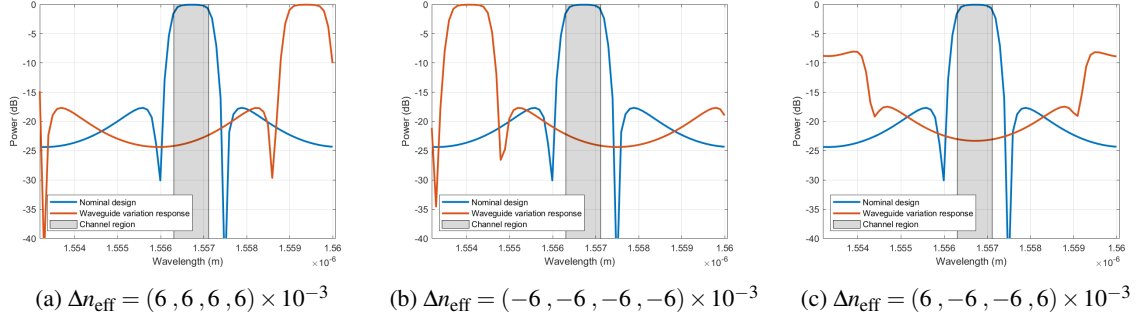 0
-5
-10
-15
-20
-25
-30
-35
-40
Power (dB)
Nominal design
Waveguide variation response
Channel region
1.554 1.555 1.556 1.557 1.558 1.559 1.56
Wavelength (m)
×10⁻⁶
(a) Δn_eff = (6 , 6 , 6 , 6) × 10⁻³
0
-5
-10
-15
-20
-25
-30
-35
-40
Power (dB)
Nominal design
Waveguide variation response
Channel region
1.554 1.555 1.556 1.557 1.558 1.559 1.56
Wavelength (m)
×10⁻⁶
(b) Δn_eff = (−6 , −6 , −6 , −6) × 10⁻³
0
-5
-10
-15
-20
-25
-30
-35
-40
Power (dB)
Nominal design
Waveguide variation response
Channel region
1.554 1.555 1.556 1.557 1.558 1.559 1.56
Wavelength (m)
×10⁻⁶
(c) Δn_eff = (6 , −6 , −6 , 6) × 10⁻³